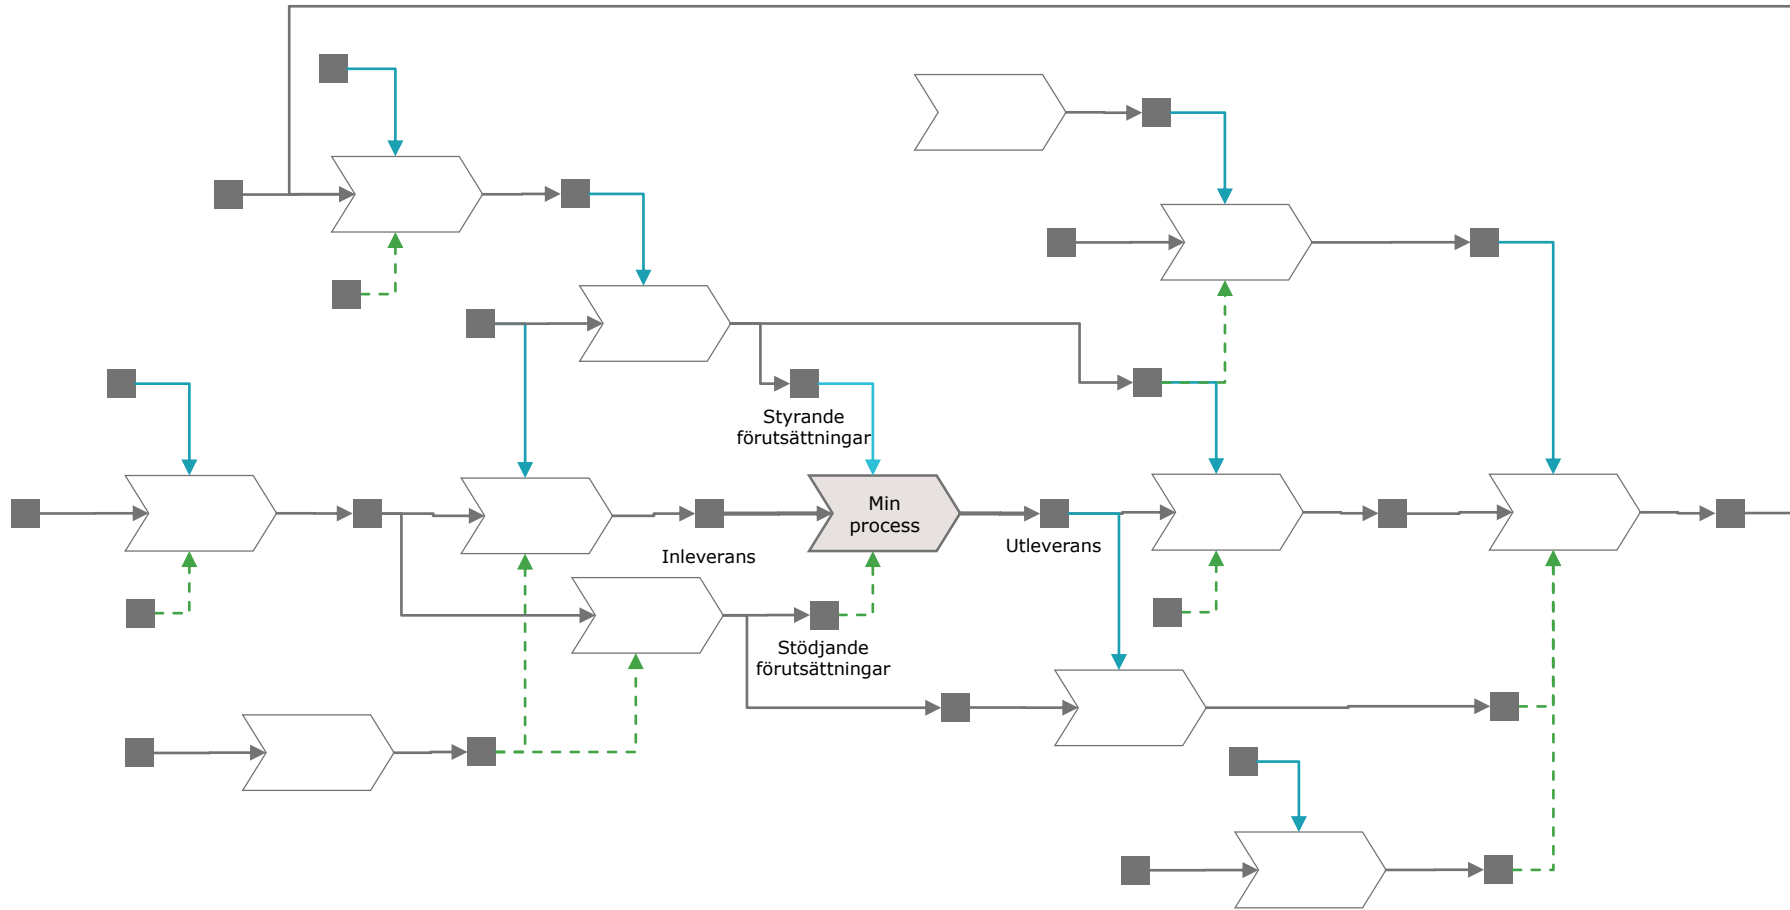 Styrande
förutsättningar
Min
process
Inleverans
Utleverans
Stödjande
förutsättningar